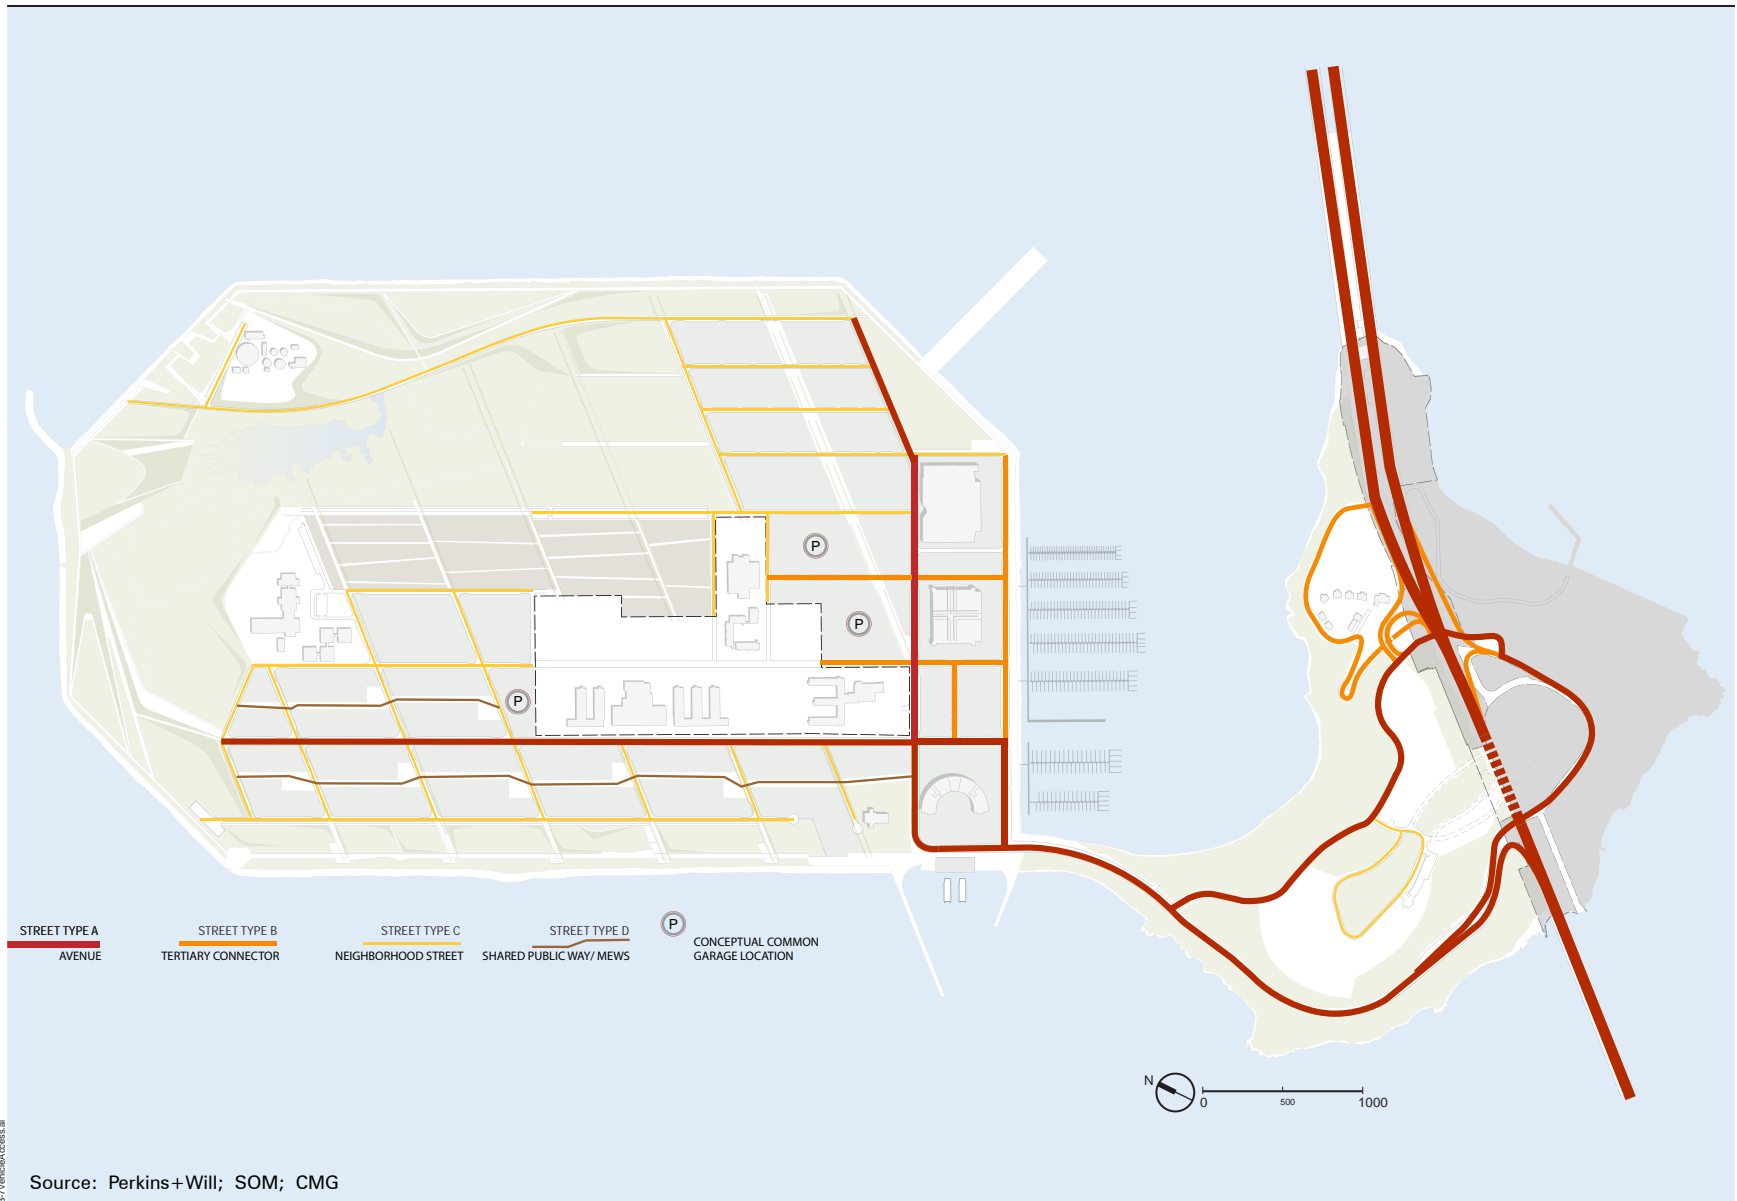 P
P
P
STREET TYPE A
AVENUE
STREET TYPE B
TERTIARY CONNECTOR
STREET TYPE C
NEIGHBORHOOD STREET
STREET TYPE D
SHARED PUBLIC WAY/ MEWS
P
CONCEPTUAL COMMON
GARAGE LOCATION
N
0
500
1000
Source: Perkins+Will; SOM; CMG